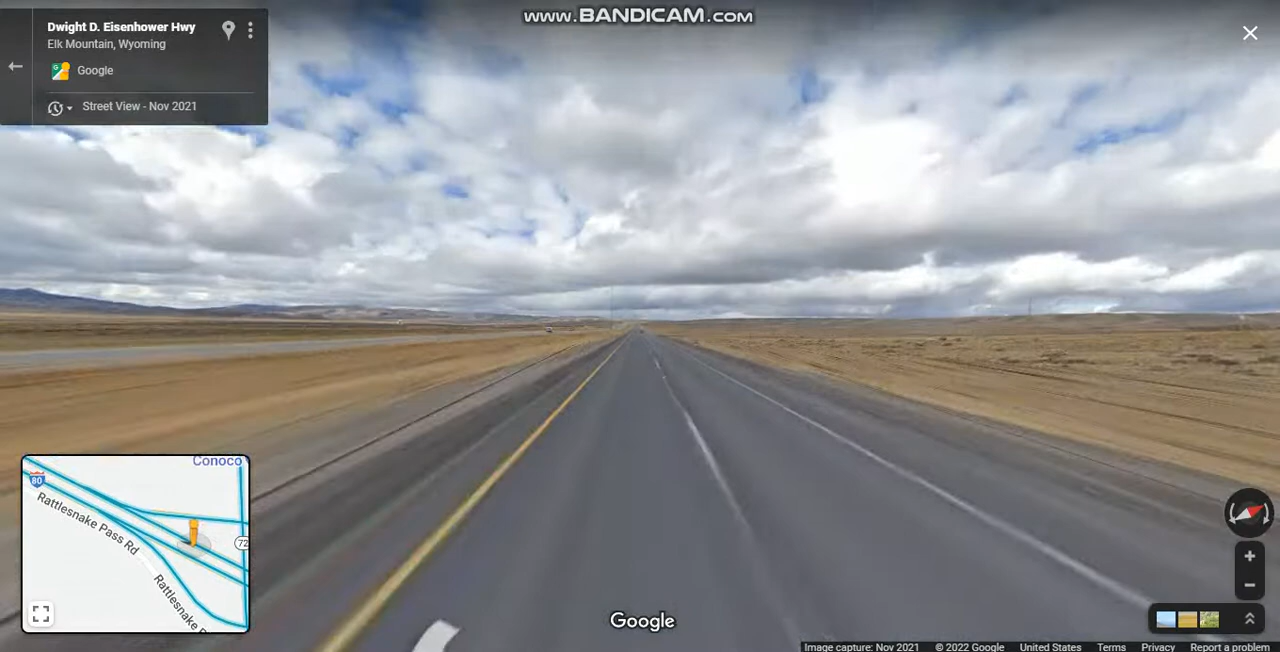 www.BANDICAM.com
Dwight D. Eisenhower Hwy
Elk Mountain, Wyoming
Google
Street View - Nov 2021
Conoco
80
Rattlesnake Pass Rd
72
Rattlesnake P
Google
Image capture: Nov 2021 © 2022 Google United States Terms Privacy Report a problem